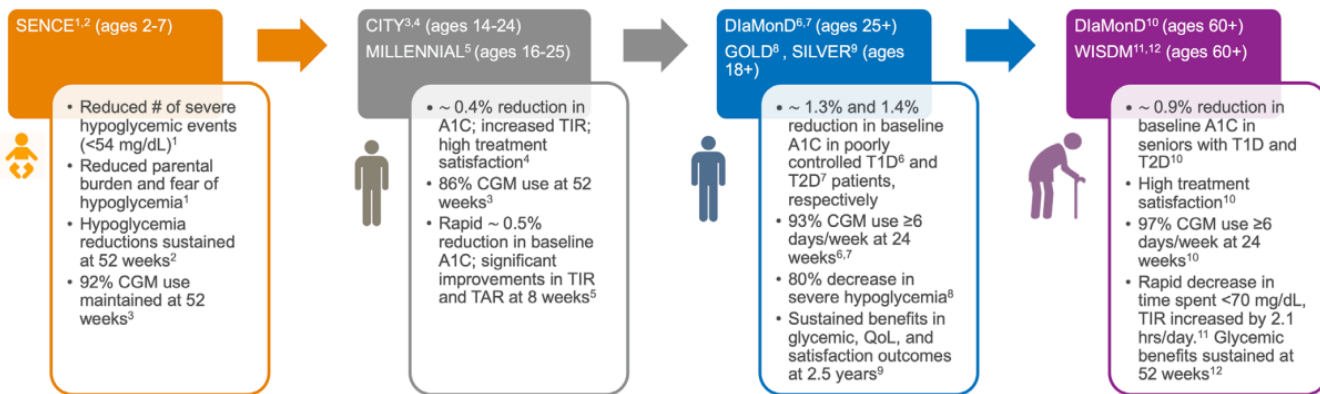 SENCE1,2 (ages 2-7)
• Reduced # of severe
hypoglycemic events
(<54 mg/dL)1
• Reduced parental
burden and fear of
hypoglycemia1
• Hypoglycemia
reductions sustained
at 52 weeks2
• 92% CGM use
maintained at 52
weeks3
CITY3,4 (ages 14-24)
MILLENNIAL5 (ages 16-25)
• ~ 0.4% reduction in
A1C; increased TIR;
high treatment
satisfaction4
• 86% CGM use at 52
weeks3
• Rapid ~ 0.5%
reduction in baseline
A1C; significant
improvements in TIR
and TAR at 8 weeks5
DIaMonD6,7 (ages 25+)
GOLD8 , SILVER9 (ages
18+)
• ~ 1.3% and 1.4%
reduction in baseline
A1C in poorly
controlled T1D6 and
T2D7 patients,
respectively
• 93% CGM use ≥6
days/week at 24
weeks6,7
• 80% decrease in
severe hypoglycemia8
• Sustained benefits in
glycemic, QoL, and
satisfaction outcomes
at 2.5 years9
DIaMonD10 (ages 60+)
WISDM11,12 (ages 60+)
• ~ 0.9% reduction in
baseline A1C in
seniors with T1D and
T2D10
• High treatment
satisfaction10
• 97% CGM use ≥6
days/week at 24
weeks10
• Rapid decrease in
time spent <70 mg/dL,
TIR increased by 2.1
hrs/day.11 Glycemic
benefits sustained at
52 weeks12